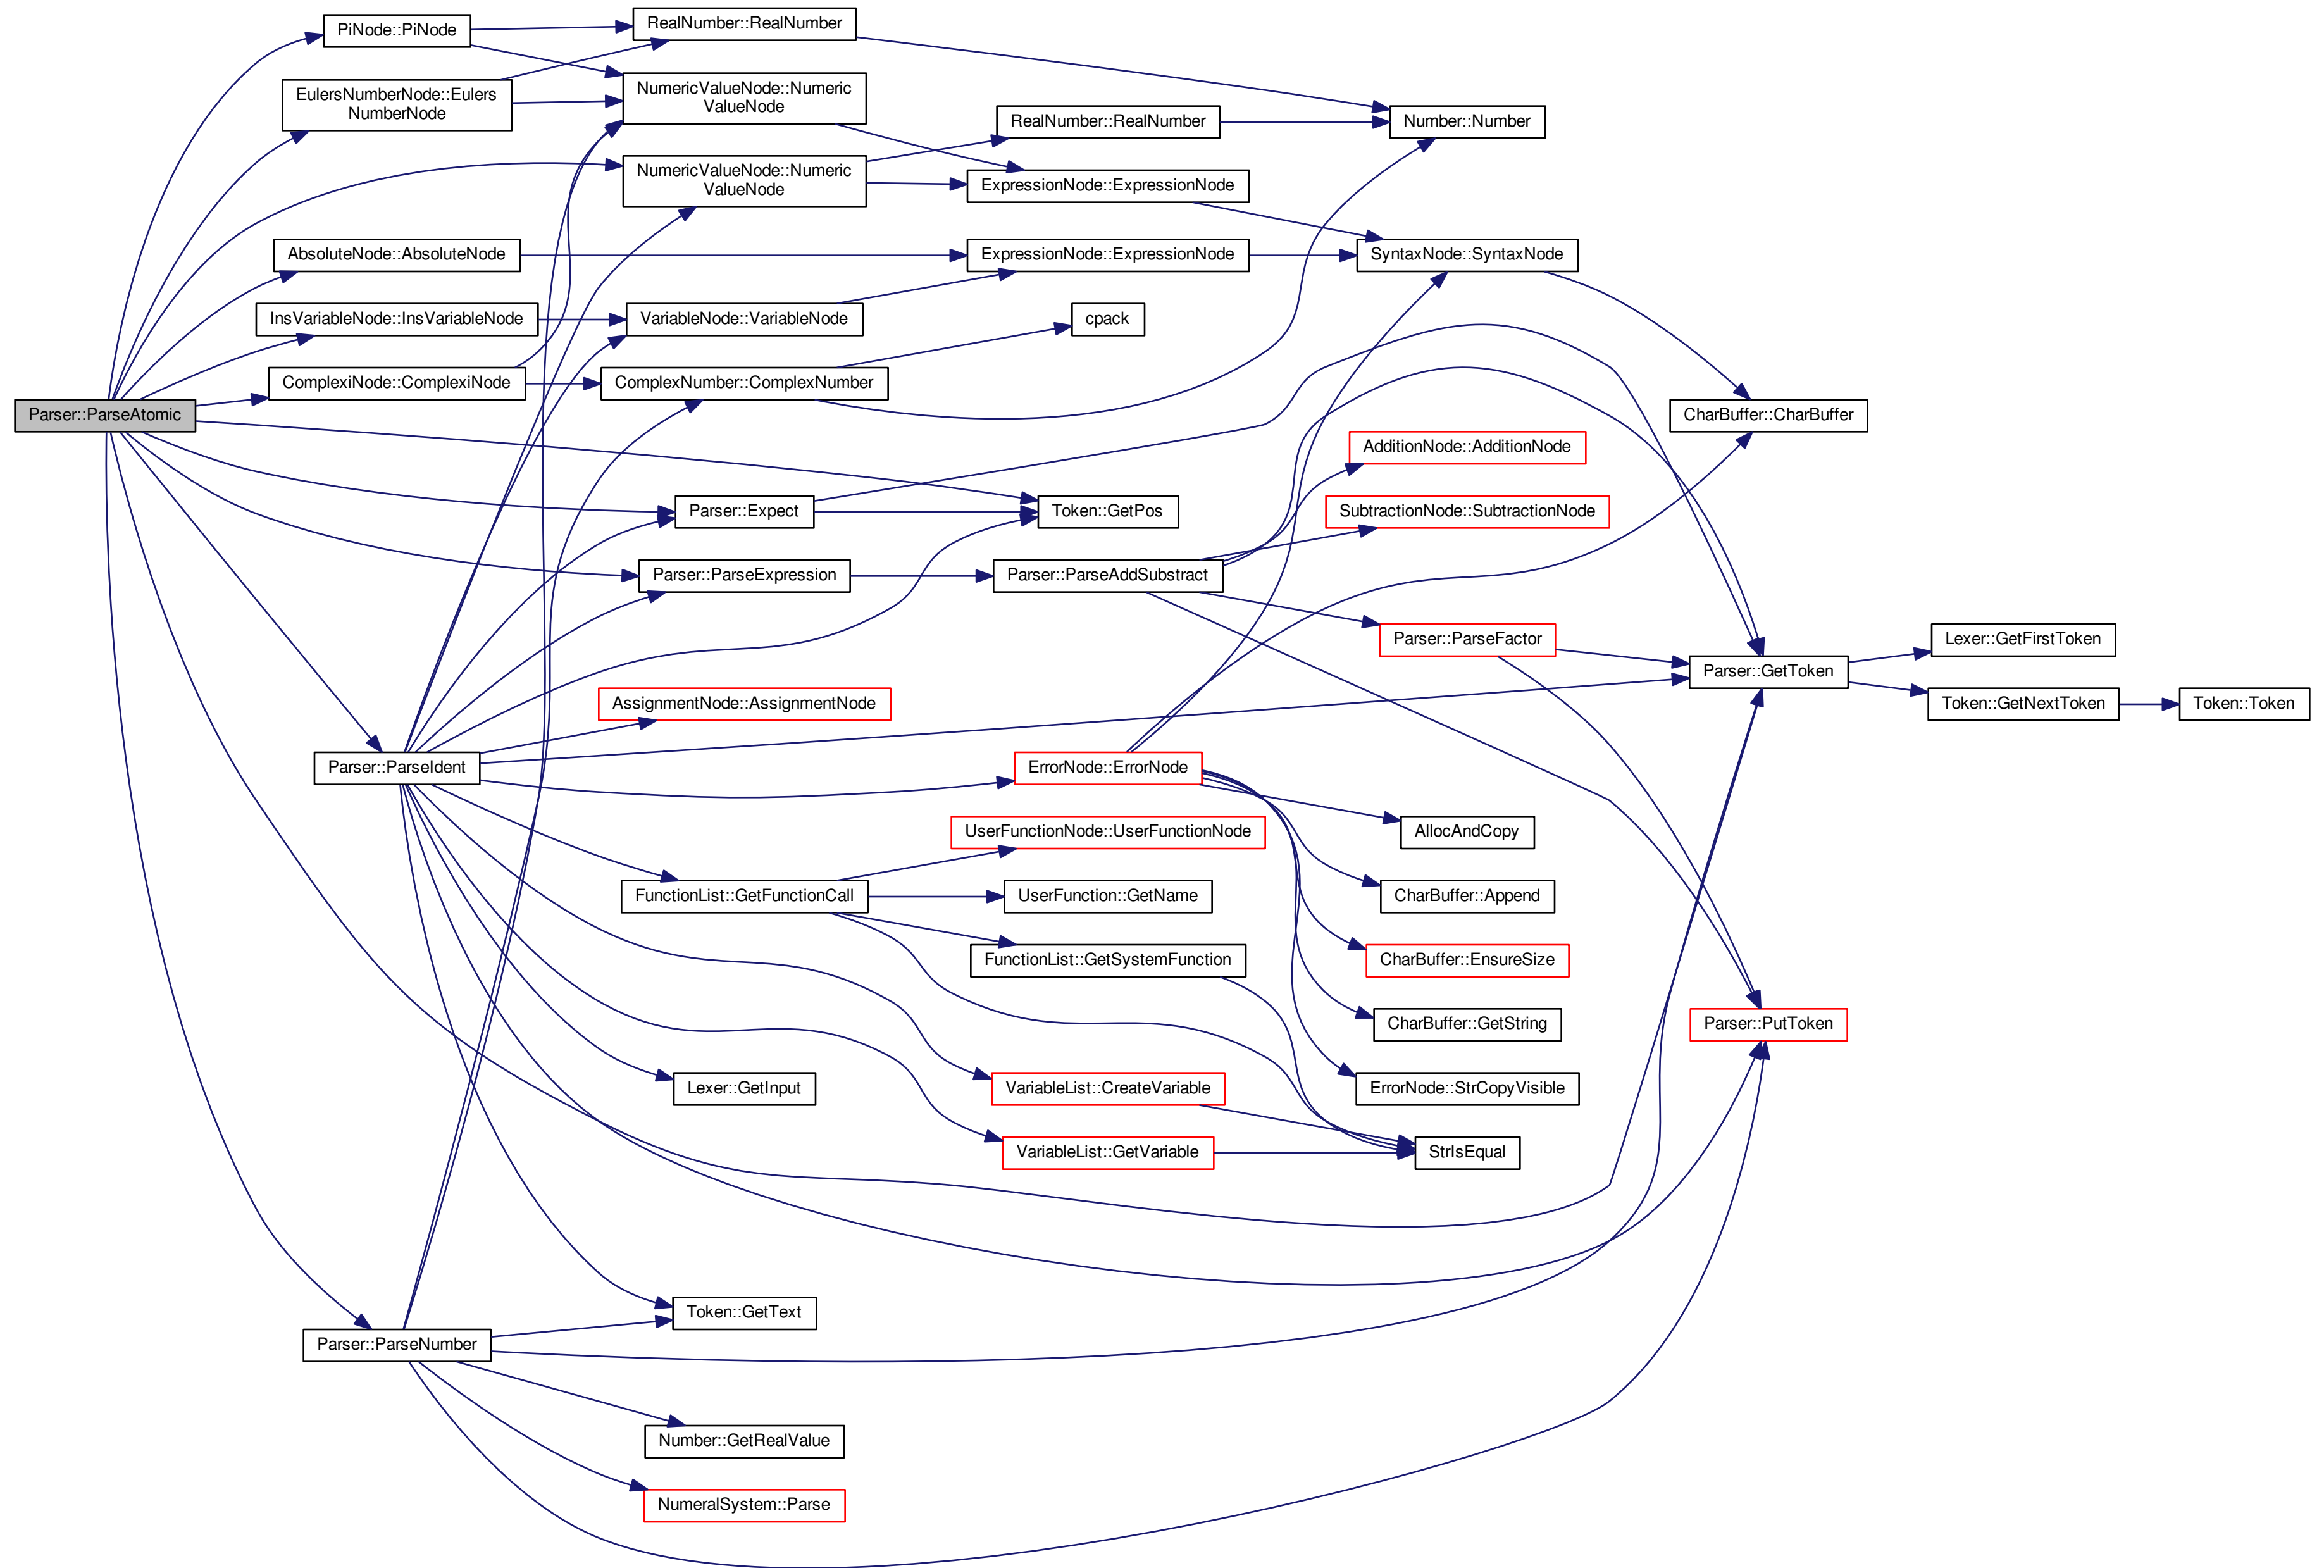 Parser::ParseAtomic
PiNode::PiNode
EulersNumberNode::Eulers
NumberNode
AbsoluteNode::AbsoluteNode
InsVariableNode::InsVariableNode
ComplexiNode::ComplexiNode
Parser::ParseIdent
Parser::ParseNumber
RealNumber::RealNumber
NumericValueNode::Numeric
ValueNode
NumericValueNode::Numeric
ValueNode
VariableNode::VariableNode
ComplexNumber::ComplexNumber
Parser::Expect
Parser::ParseExpression
AssignmentNode::AssignmentNode
FunctionList::GetFunctionCall
Lexer::GetInput
Token::GetText
Number::GetRealValue
NumeralSystem::Parse
RealNumber::RealNumber
ExpressionNode::ExpressionNode
ExpressionNode::ExpressionNode
cpack
Token::GetPos
Parser::ParseAddSubstract
ErrorNode::ErrorNode
UserFunctionNode::UserFunctionNode
UserFunction::GetName
FunctionList::GetSystemFunction
VariableList::CreateVariable
VariableList::GetVariable
Number::Number
SyntaxNode::SyntaxNode
AdditionNode::AdditionNode
SubtractionNode::SubtractionNode
Parser::ParseFactor
AllocAndCopy
CharBuffer::Append
CharBuffer::EnsureSize
CharBuffer::GetString
ErrorNode::StrCopyVisible
StrIsEqual
CharBuffer::CharBuffer
Parser::GetToken
Parser::PutToken
Lexer::GetFirstToken
Token::GetNextToken
Token::Token